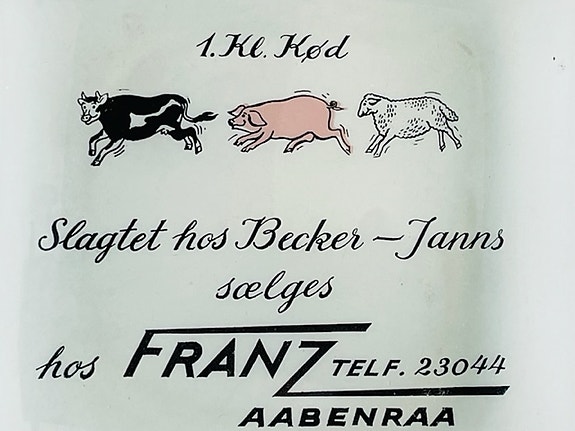 1. Kl. Kød
Slagtet hos Becker – Janns
sælges
hos FRANZ TELF. 23044
AABENRAA